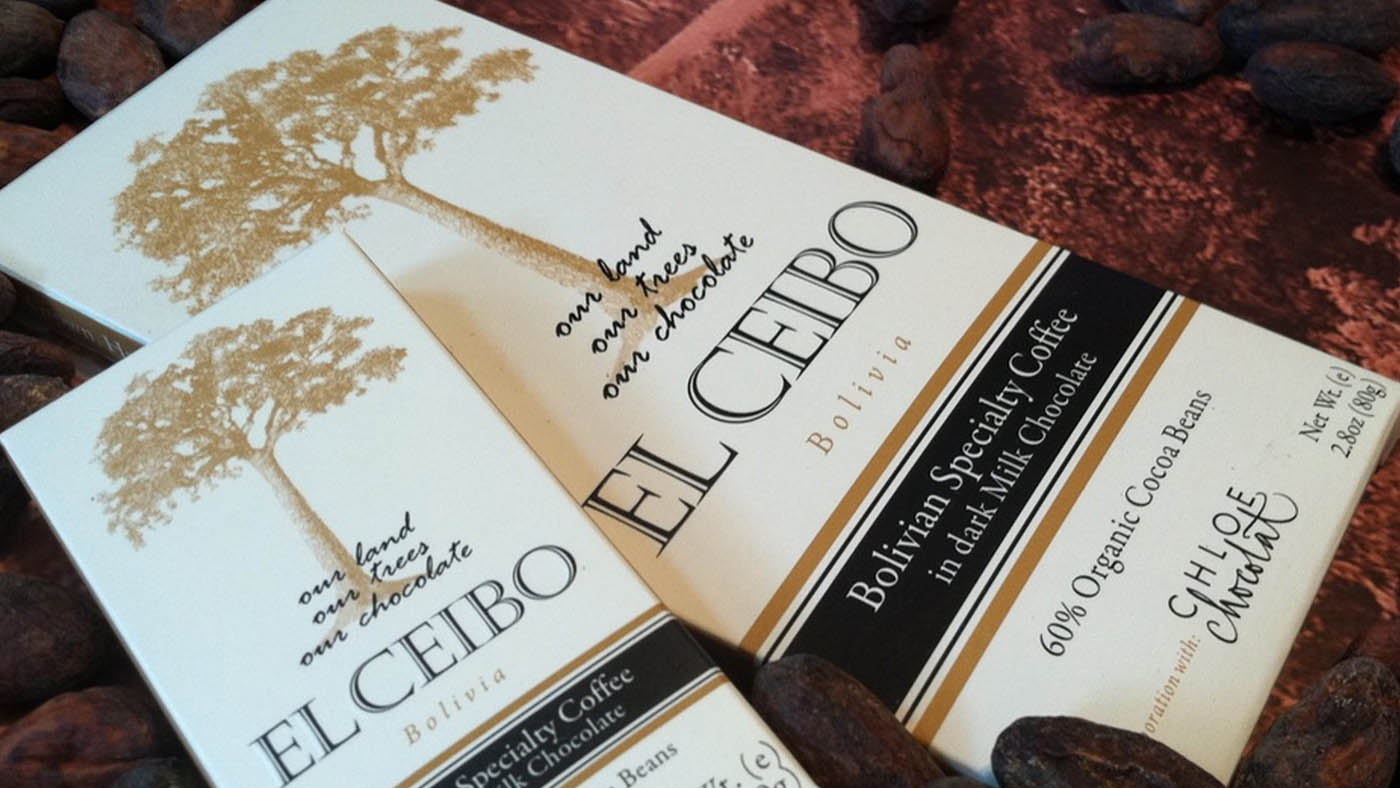 our land
our trees
our chocolate
EL CEIBO
Bolivia
Bolivian Specialty Coffee
in dark Milk Chocolate
60% Organic Cocoa Beans
Net Wt. (e)
2.8oz (80g)
oration with:
CHLOE
chocolat
our land
our trees
our chocolate
EL CEIBO
Bolivia
Specialty Coffee
ilk Chocolate
Beans
Wt. (e)